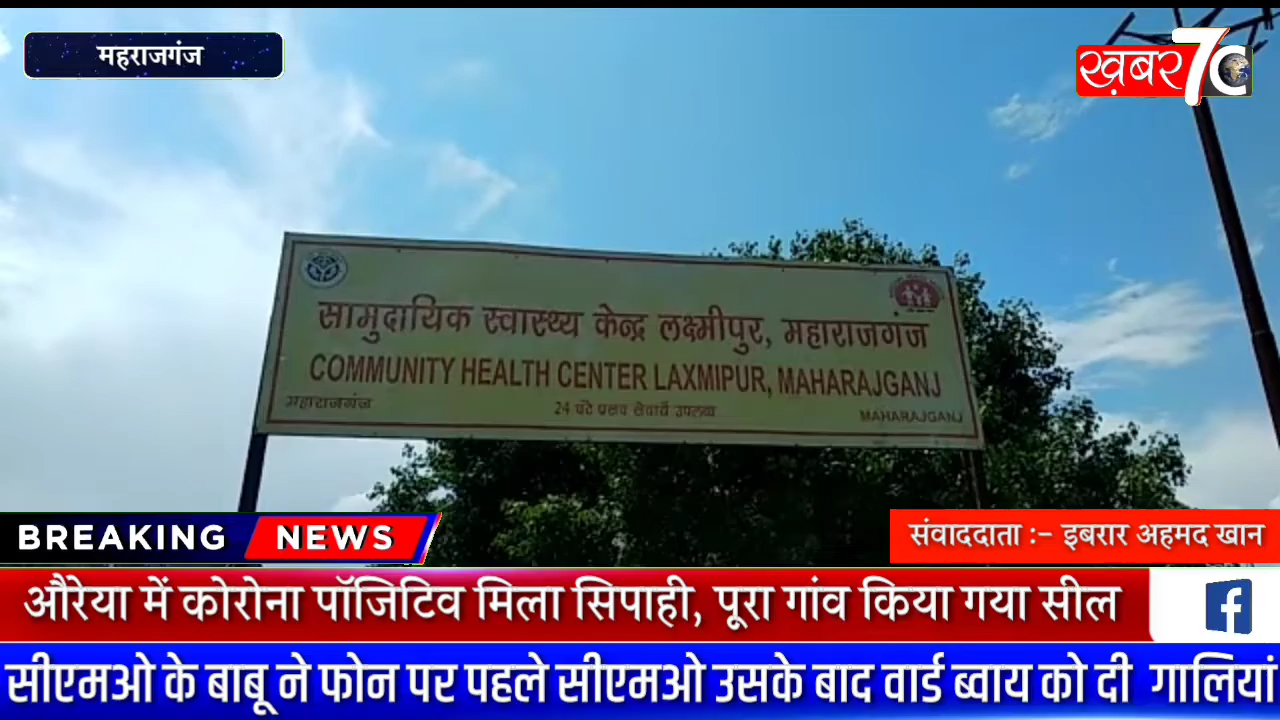 महराजगंज
ख़बर 7c
सामुदायिक स्वास्थ्य केन्द्र लक्ष्मीपुर, महाराजगंज
COMMUNITY HEALTH CENTER LAXMIPUR, MAHARAJGANJ
महाराजगंज 24 घंटे प्रसव सेवायें उपलब्ध MAHARAJGANJ
BREAKING NEWS
संवाददाता :- इबरार अहमद खान
औरेया में कोरोना पॉजिटिव मिला सिपाही, पूरा गांव किया गया सील
f
सीएमओ के बाबू ने फोन पर पहले सीएमओ उसके बाद वार्ड ब्वाय को दी गालियां